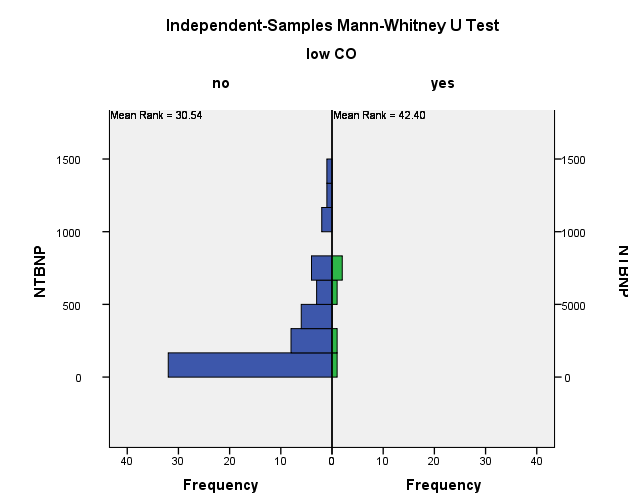 Independent-Samples Mann-Whitney U Test
low CO
no yes
Mean Rank = 30.54 Mean Rank = 42.40
1500 1500
1000 1000
NTBNP NTBNP
500 5000
0 0
40 30 20 10 0 10 20 30 40
Frequency Frequency